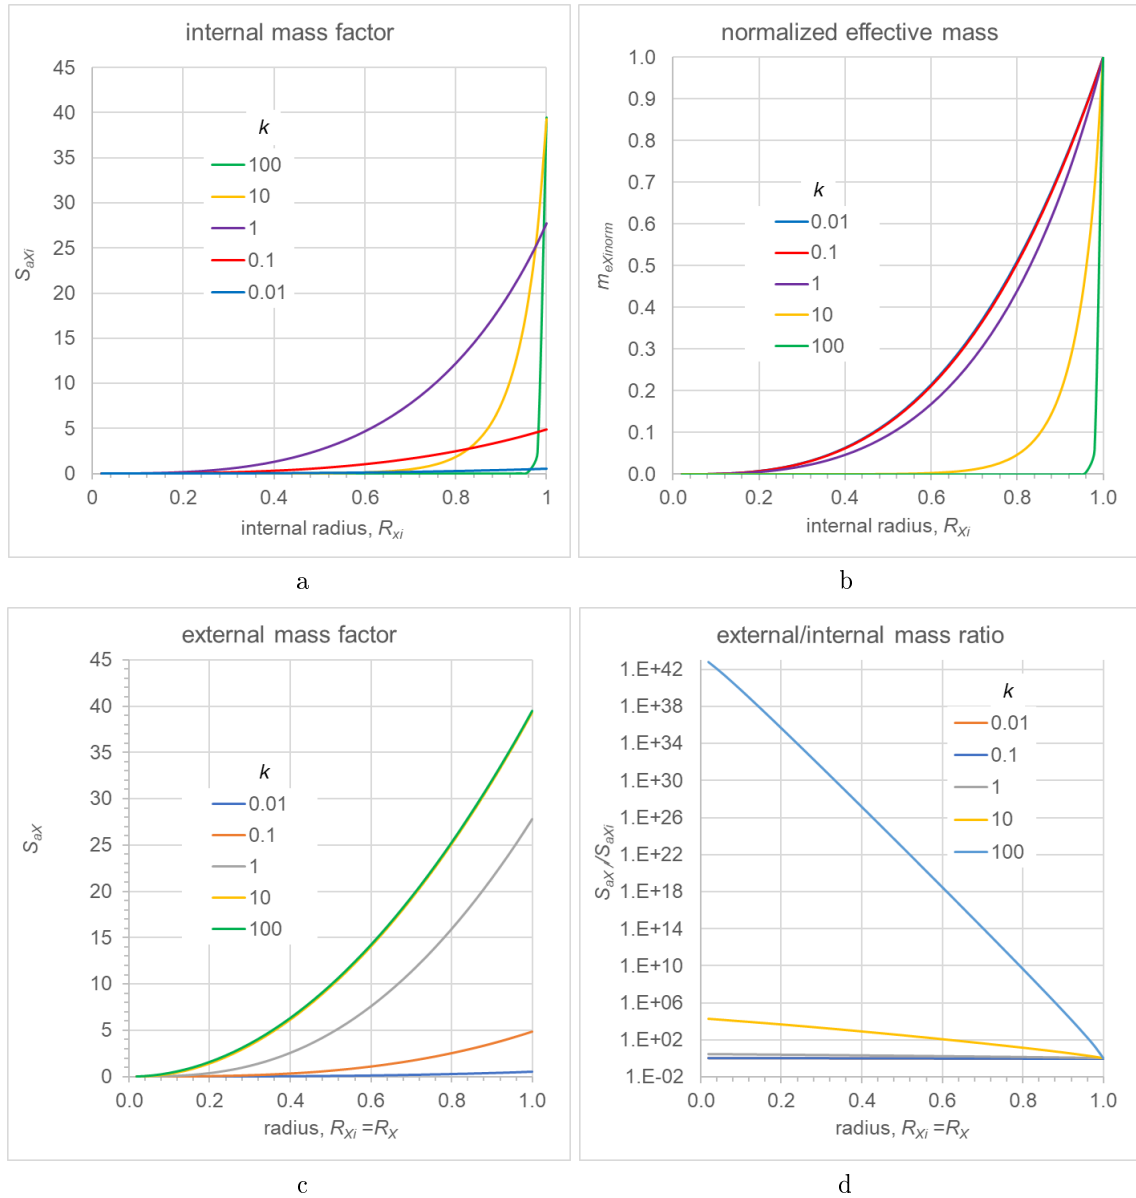 internal mass factor
45
40
35
30
25
20
15
10
5
0
S_aXi
k
100
10
1
0.1
0.01
0
0.2
0.4
0.6
0.8
1
internal radius, R_Xi
a
normalized effective mass
1.0
0.9
0.8
0.7
0.6
0.5
0.4
0.3
0.2
0.1
0.0
m_eXinorm
k
0.01
0.1
1
10
100
0.0
0.2
0.4
0.6
0.8
1.0
internal radius, R_Xi
b
external mass factor
45
40
35
30
25
20
15
10
5
0
S_aX
k
0.01
0.1
1
10
100
0.0
0.2
0.4
0.6
0.8
1.0
radius, R_Xi =R_X
c
external/internal mass ratio
1.E+42
1.E+38
1.E+34
1.E+30
1.E+26
1.E+22
1.E+18
1.E+14
1.E+10
1.E+06
1.E+02
1.E-02
S_aX /S_aXi
k
0.01
0.1
1
10
100
0.0
0.2
0.4
0.6
0.8
1.0
radius, R_Xi =R_X
d